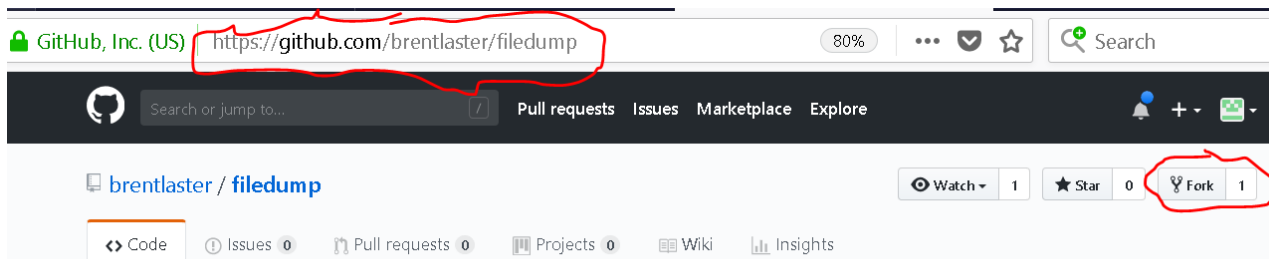 GitHub, Inc. (US) https://github.com/brentlaster/filedump 80% Search
Search or jump to... / Pull requests Issues Marketplace Explore
brentlaster / filedump Watch 1 Star 0 Fork 1
Code Issues 0 Pull requests 0 Projects 0 Wiki Insights